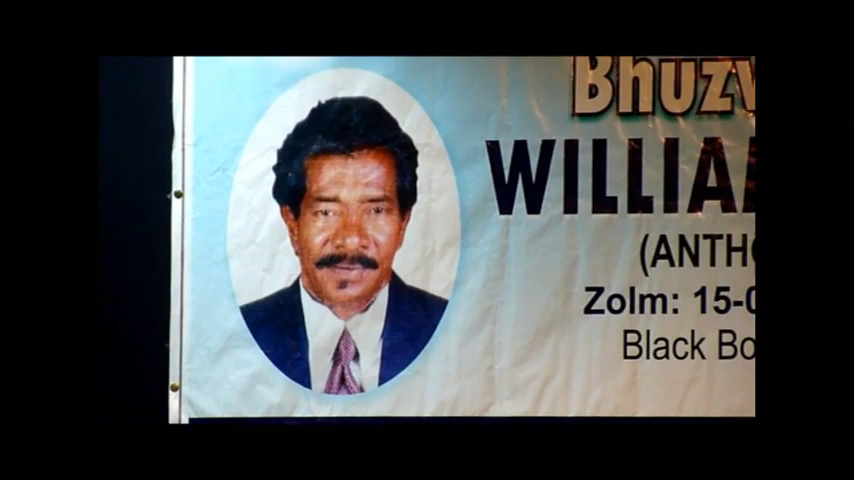 Bhuzv
WILLIA
(ANTHO
Zolm: 15-0
Black Bo